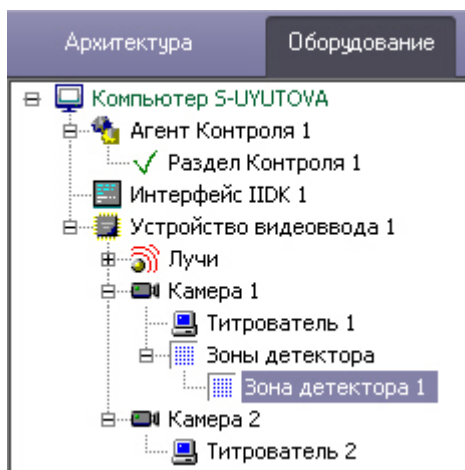 Архитектура Оборудование
Компьютер S-UYUTOVA
Агент Контроля 1
Раздел Контроля 1
Интерфейс IIDK 1
Устройство видеоввода 1
Лучи
Камера 1
Титрователь 1
Зоны детектора
Зона детектора 1
Камера 2
Титрователь 2